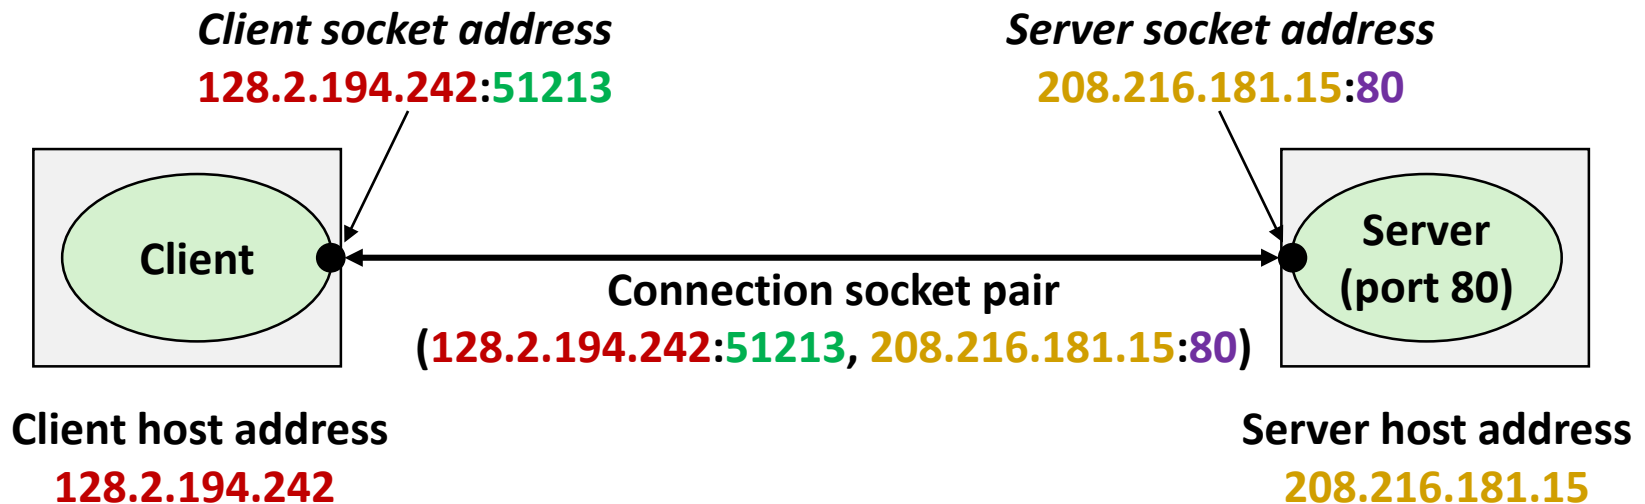 Client socket address
128.2.194.242:51213
Server socket address
208.216.181.15:80
Client
Server
(port 80)
Connection socket pair
(128.2.194.242:51213, 208.216.181.15:80)
Client host address
128.2.194.242
Server host address
208.216.181.15